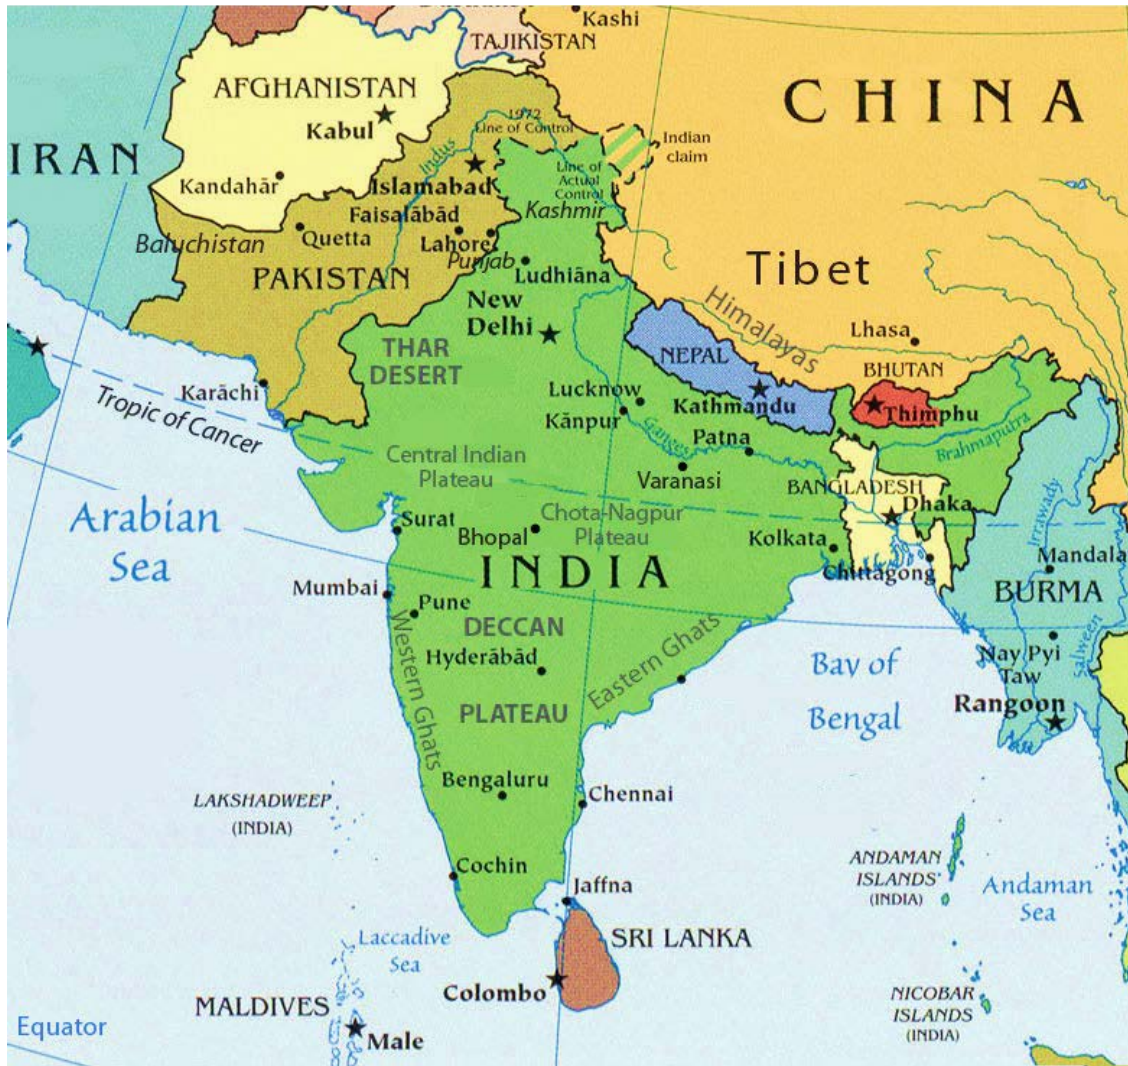 Kashi
TAJIKISTAN
CHINA
AFGHANISTAN
Kabul
1972
Line of Control
Indian
claim
IRAN
Indus
Line of
Actual
Control
Kandahār
Islamabad
Kashmir
Faisalābād
Baluchistan
Quetta
Lahore
Punjab
PAKISTAN
Ludhiāna
Tibet
New
Delhi
Himalayas
Lhasa
THAR
DESERT
NEPAL
BHUTAN
Karāchi
Lucknow
Kathmandu
Thimphu
Tropic of Cancer
Kānpur
Ganges
Patna
Brahmaputra
Central Indian
Plateau
Varanasi
BANGLADESH
Dhaka
Irrawady
Arabian
Sea
Surat
Bhopal
Chota-Nagpur
Plateau
Kolkata
Mandala
INDIA
Chittagong
Mumbai
BURMA
Pune
DECCAN
Western Ghats
Hyderābād
Eastern Ghats
Bay of
Bengal
Nay Pyi
Taw
Salween
PLATEAU
Rangoon
Bengaluru
Chennai
LAKSHADWEEP
(INDIA)
Cochin
ANDAMAN
ISLANDS
(INDIA)
Andaman
Sea
Jaffna
Laccadive
Sea
SRI LANKA
Colombo
MALDIVES
NICOBAR
ISLANDS
(INDIA)
Equator
Male